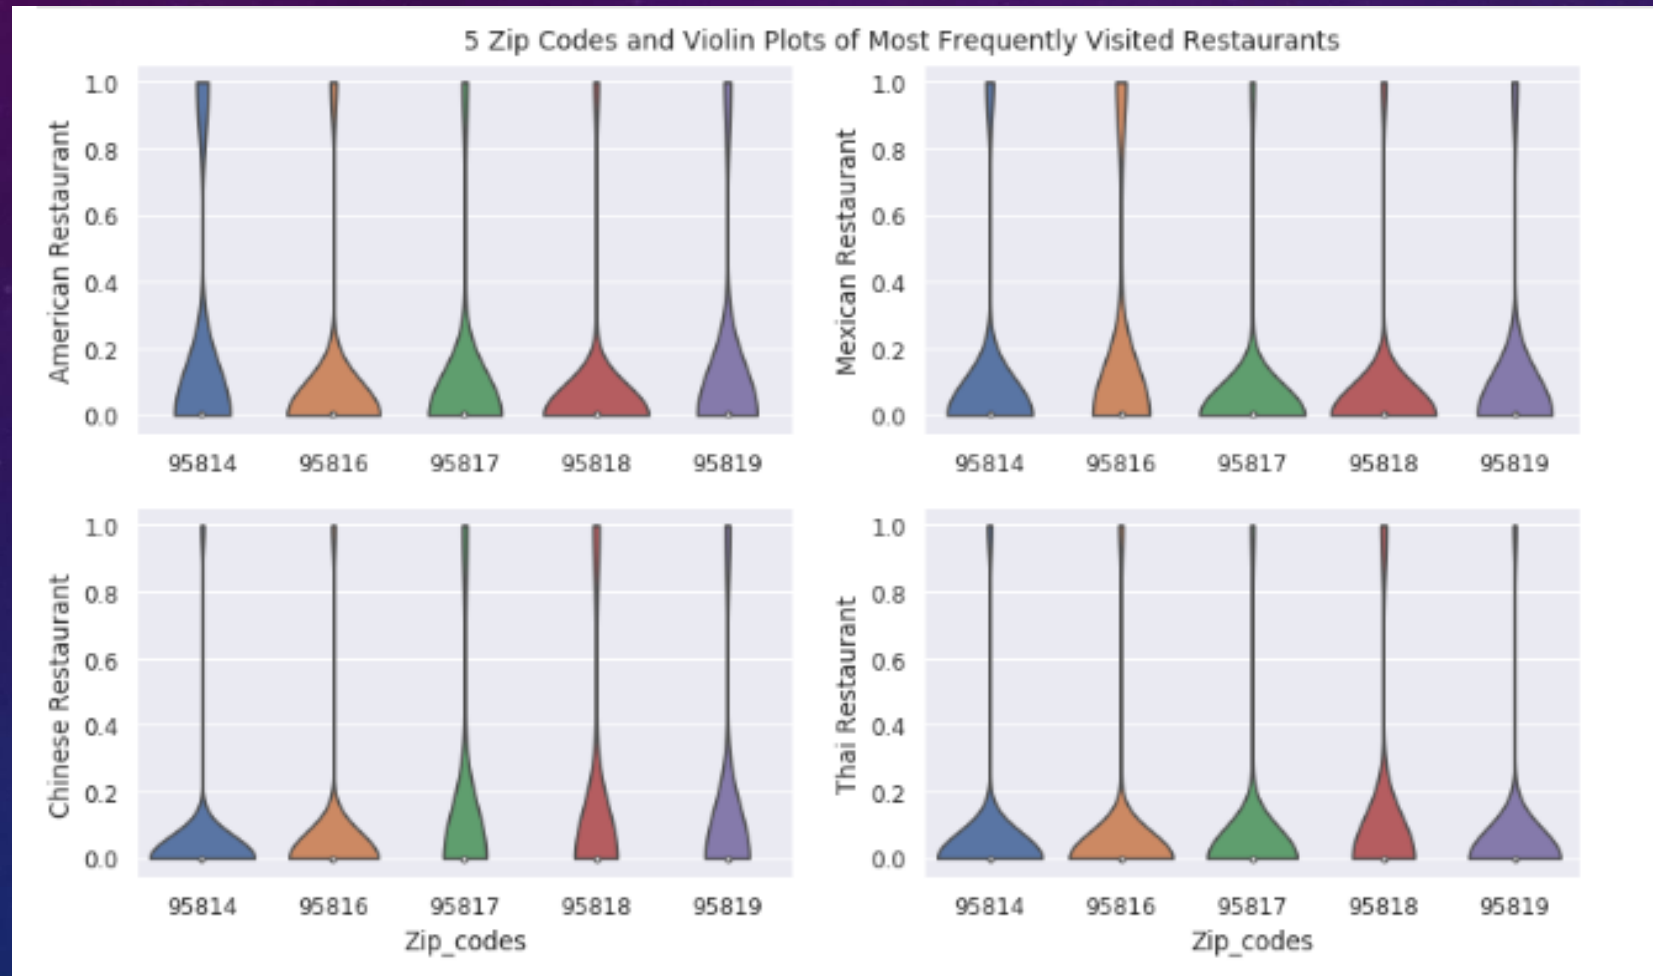 5 Zip Codes and Violin Plots of Most Frequently Visited Restaurants
American Restaurant
1.0
0.8
0.6
0.4
0.2
0.0
95814 95816 95817 95818 95819
Mexican Restaurant
1.0
0.8
0.6
0.4
0.2
0.0
95814 95816 95817 95818 95819
Chinese Restaurant
1.0
0.8
0.6
0.4
0.2
0.0
95814 95816 95817 95818 95819
Zip_codes
Thai Restaurant
1.0
0.8
0.6
0.4
0.2
0.0
95814 95816 95817 95818 95819
Zip_codes